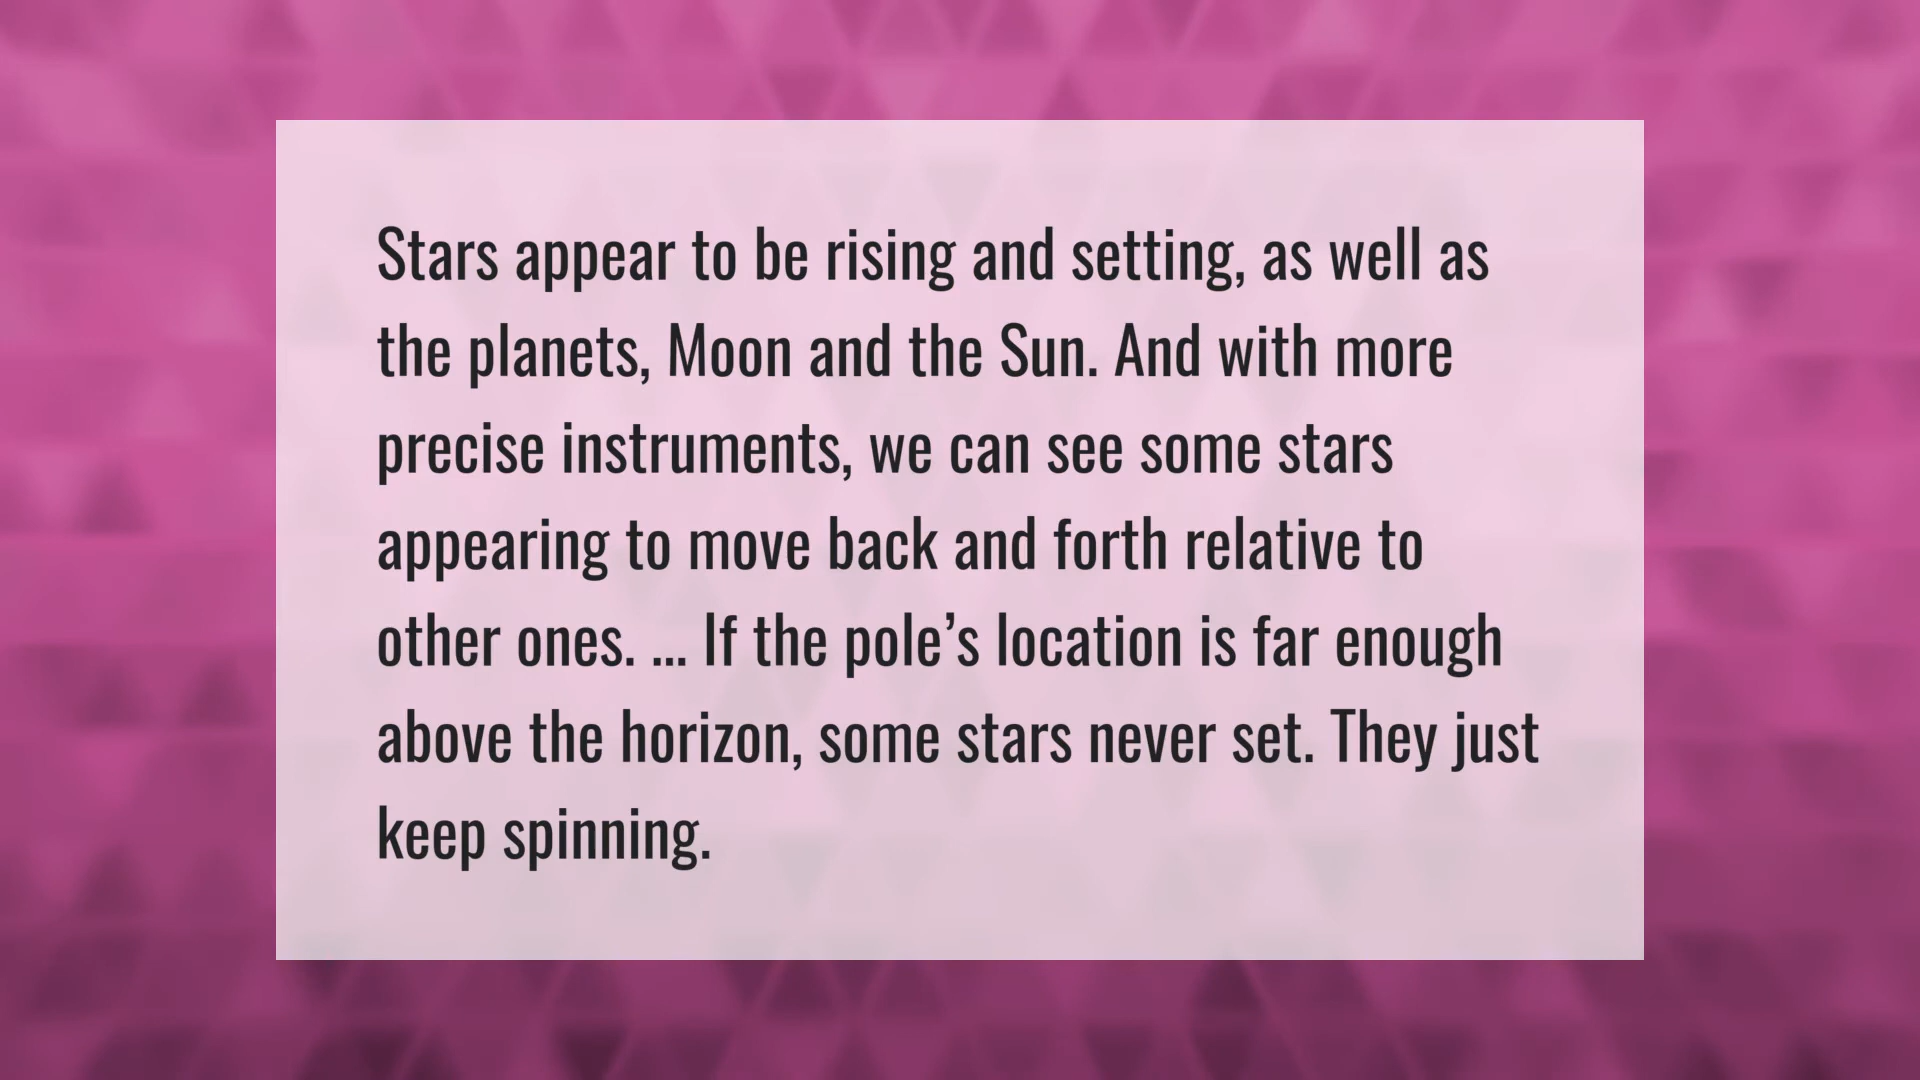 Stars appear to be rising and setting, as well as
the planets, Moon and the Sun. And with more
precise instruments, we can see some stars
appearing to move back and forth relative to
other ones. ... If the pole’s location is far enough
above the horizon, some stars never set. They just
keep spinning.